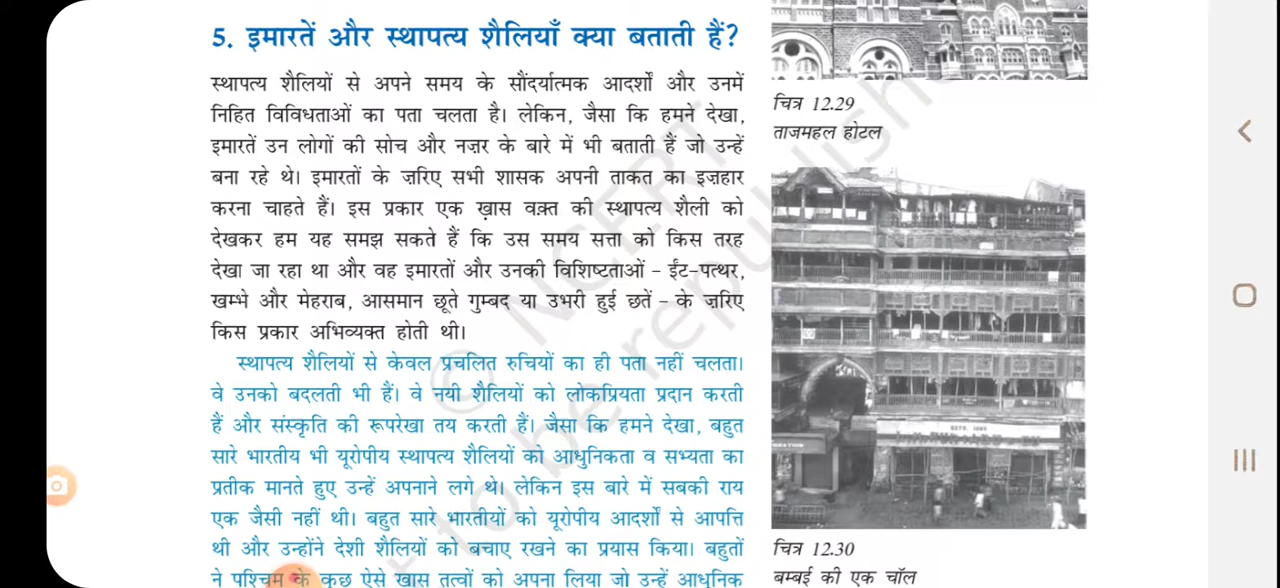 5. इमारतें और स्थापत्य शैलियाँ क्या बताती हैं?
स्थापत्य शैलियों से अपने समय के सौंदर्यात्मक आदर्शों और उनमें
निहित विविधताओं का पता चलता है। लेकिन, जैसा कि हमने देखा,
इमारतें उन लोगों की सोच और नज़र के बारे में भी बताती हैं जो उन्हें
बना रहे थे। इमारतों के ज़रिए सभी शासक अपनी ताकत का इज़हार
करना चाहते हैं। इस प्रकार एक ख़ास वक़्त की स्थापत्य शैली को
देखकर हम यह समझ सकते हैं कि उस समय सत्ता को किस तरह
देखा जा रहा था और वह इमारतों और उनकी विशिष्टताओं – ईंट-पत्थर,
खम्भे और मेहराब, आसमान छूते गुम्बद या उभरी हुई छतें – के ज़रिए
किस प्रकार अभिव्यक्त होती थी।
स्थापत्य शैलियों से केवल प्रचलित रुचियों का ही पता नहीं चलता।
वे उनको बदलती भी हैं। वे नयी शैलियों को लोकप्रियता प्रदान करती
हैं और संस्कृति की रूपरेखा तय करती हैं। जैसा कि हमने देखा, बहुत
सारे भारतीय भी यूरोपीय स्थापत्य शैलियों को आधुनिकता व सभ्यता का
प्रतीक मानते हुए उन्हें अपनाने लगे थे। लेकिन इस बारे में सबकी राय
एक जैसी नहीं थी। बहुत सारे भारतीयों को यूरोपीय आदर्शों से आपत्ति
थी और उन्होंने देशी शैलियों को बचाए रखने का प्रयास किया। बहुतों
ने पश्चिम के कुछ ऐसे खास तत्वों को अपना लिया जो उन्हें आधुनिक
चित्र 12.29
ताजमहल होटल
चित्र 12.30
बम्बई की एक चॉल
© NCERT
to be republished